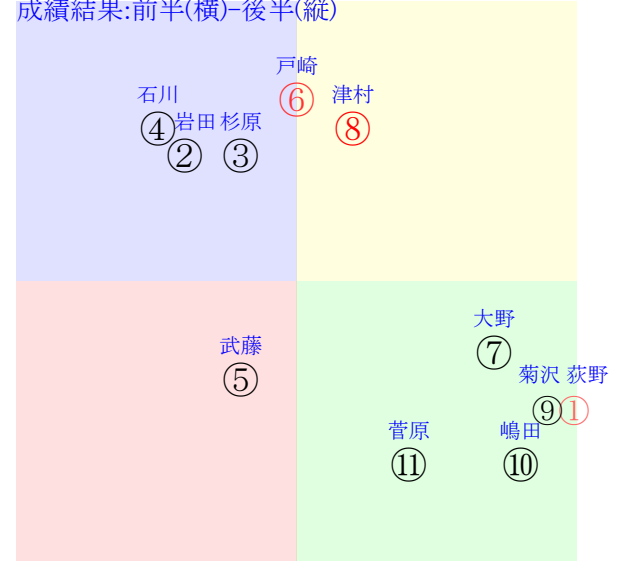 成績結果:前半(横)-後半(縦)
戸崎
⑥
石川
④
津村
⑧
岩田
②
杉原
③
大野
⑦
武藤
⑤
菊沢
⑨
荻野
①
菅原
⑪
嶋田
⑩